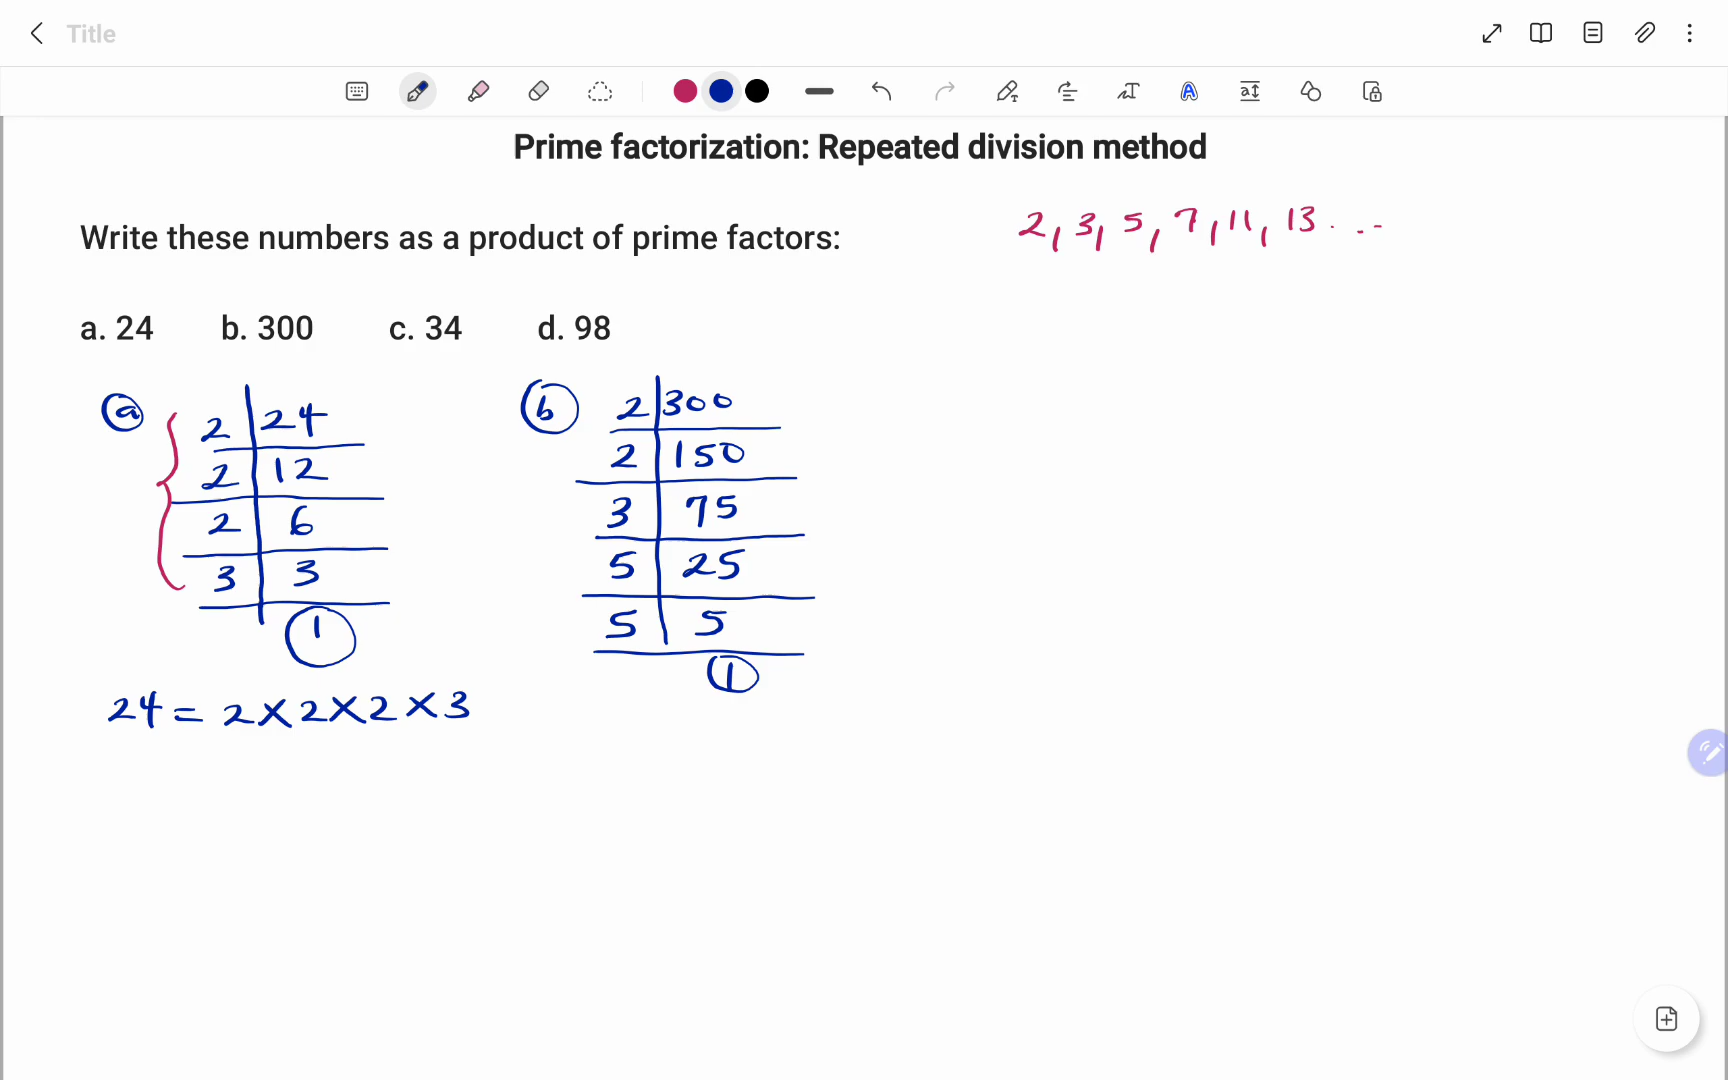 Title
Prime factorization: Repeated division method
Write these numbers as a product of prime factors:
2, 3, 5, 7, 11, 13 . . .
a. 24 b. 300 c. 34 d. 98
a
2 | 24
2 | 12
2 | 6
3 | 3
1
24 = 2 × 2 × 2 × 3
b
2 | 300
2 | 150
3 | 75
5 | 25
5 | 5
1